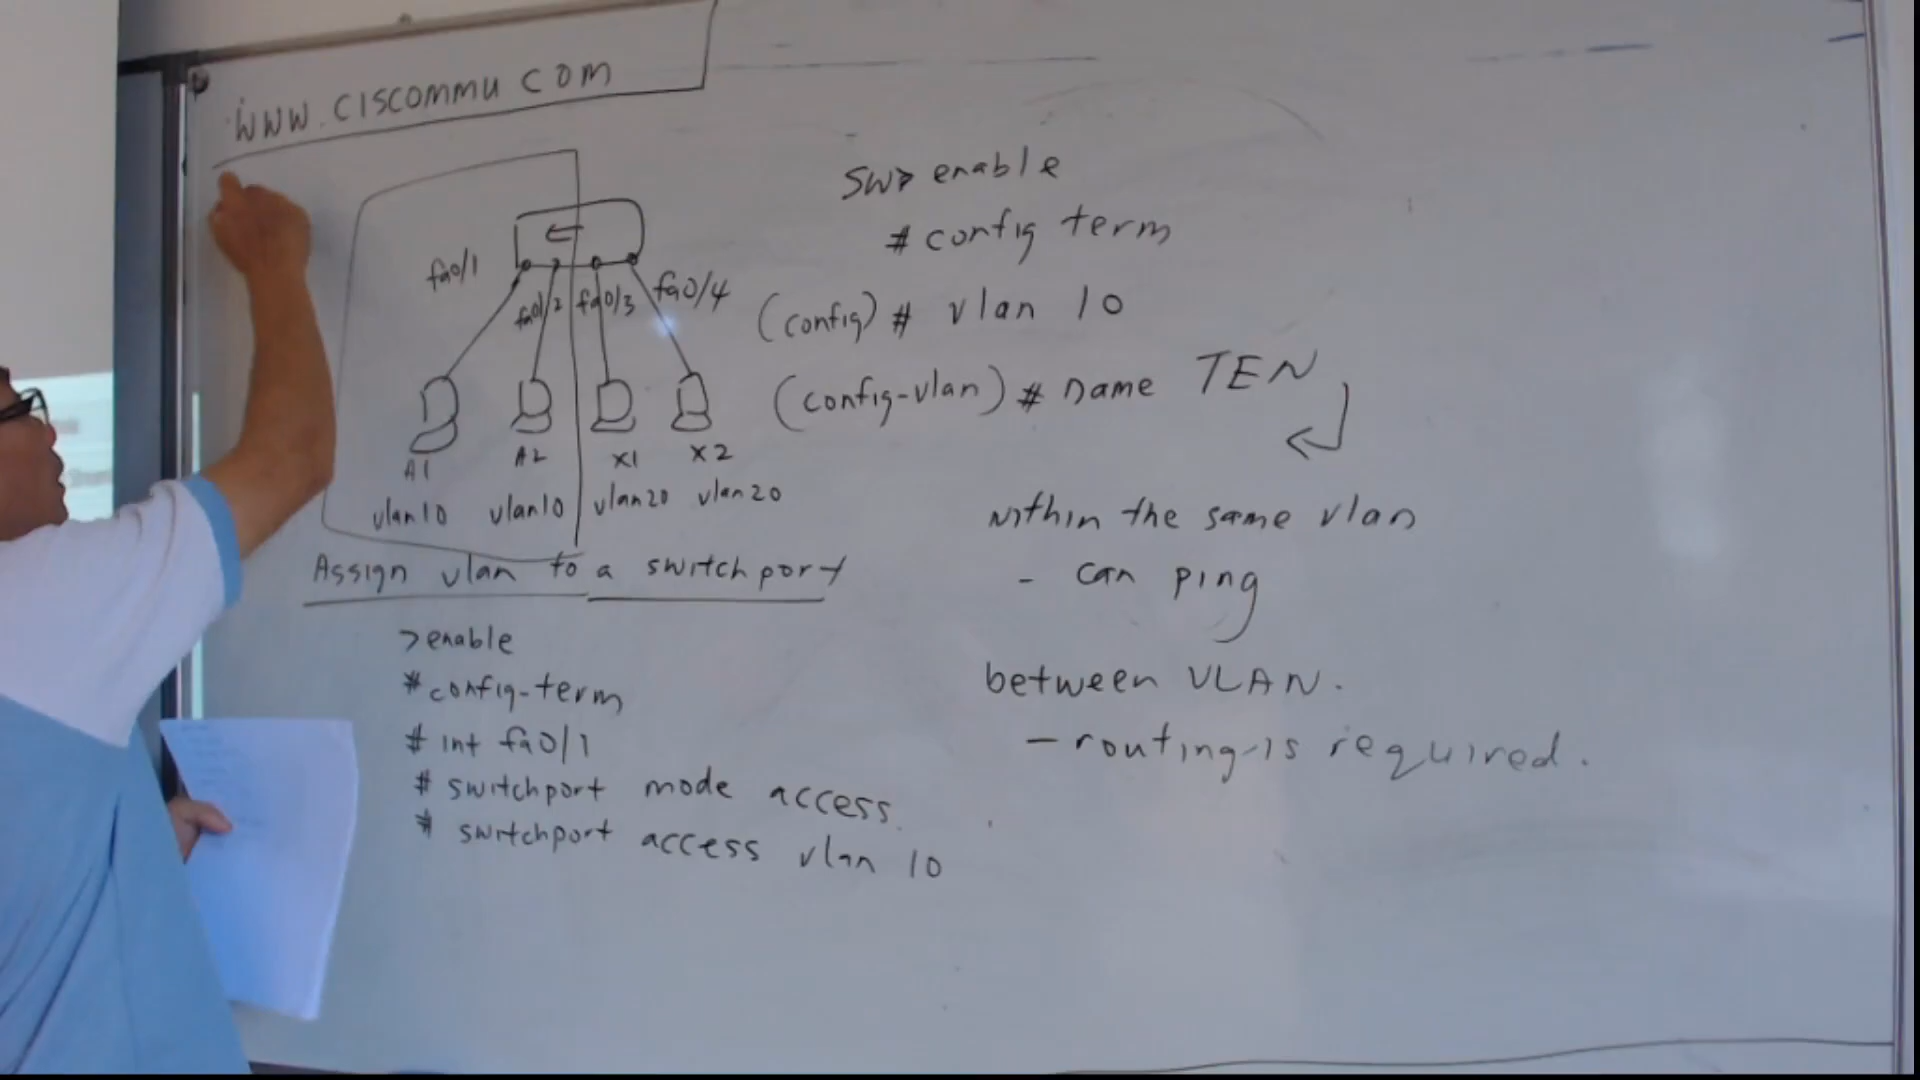 WWW.CISCOMMU COM
fa0/1
fa0/2 fa0/3 fa0/4
A1 A2 X1 X2
vlan10 vlan10 vlan20 vlan20
Assign vlan to a switchport
>enable
#config-term
# int fa0/1
# switchport mode access
# switchport access vlan 10
SW> enable
# config term
(config) # vlan 10
(config-vlan) # name TEN
within the same vlan
- can ping
between VLAN.
- routing is required.